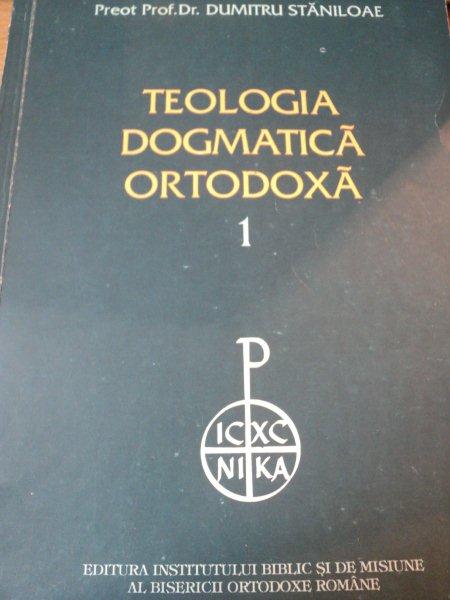 Preot Prof. Dr. DUMITRU STĂNILOAE
TEOLOGIA
DOGMATICĂ
ORTODOXĂ
1
IC XC
NI KA
EDITURA INSTITUTULUI BIBLIC ȘI DE MISIUNE
AL BISERICII ORTODOXE ROMÂNE